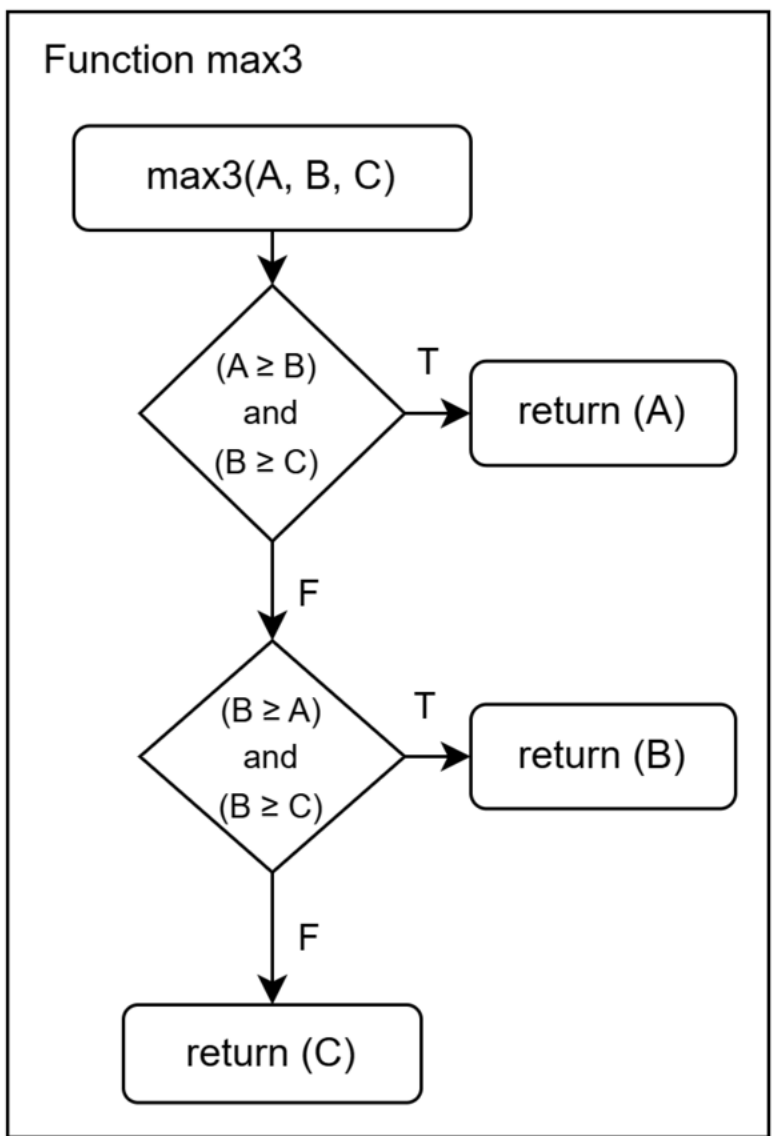 Function max3
max3(A, B, C)
(A ≥ B)
and
(B ≥ C)
T
return (A)
F
(B ≥ A)
and
(B ≥ C)
T
return (B)
F
return (C)